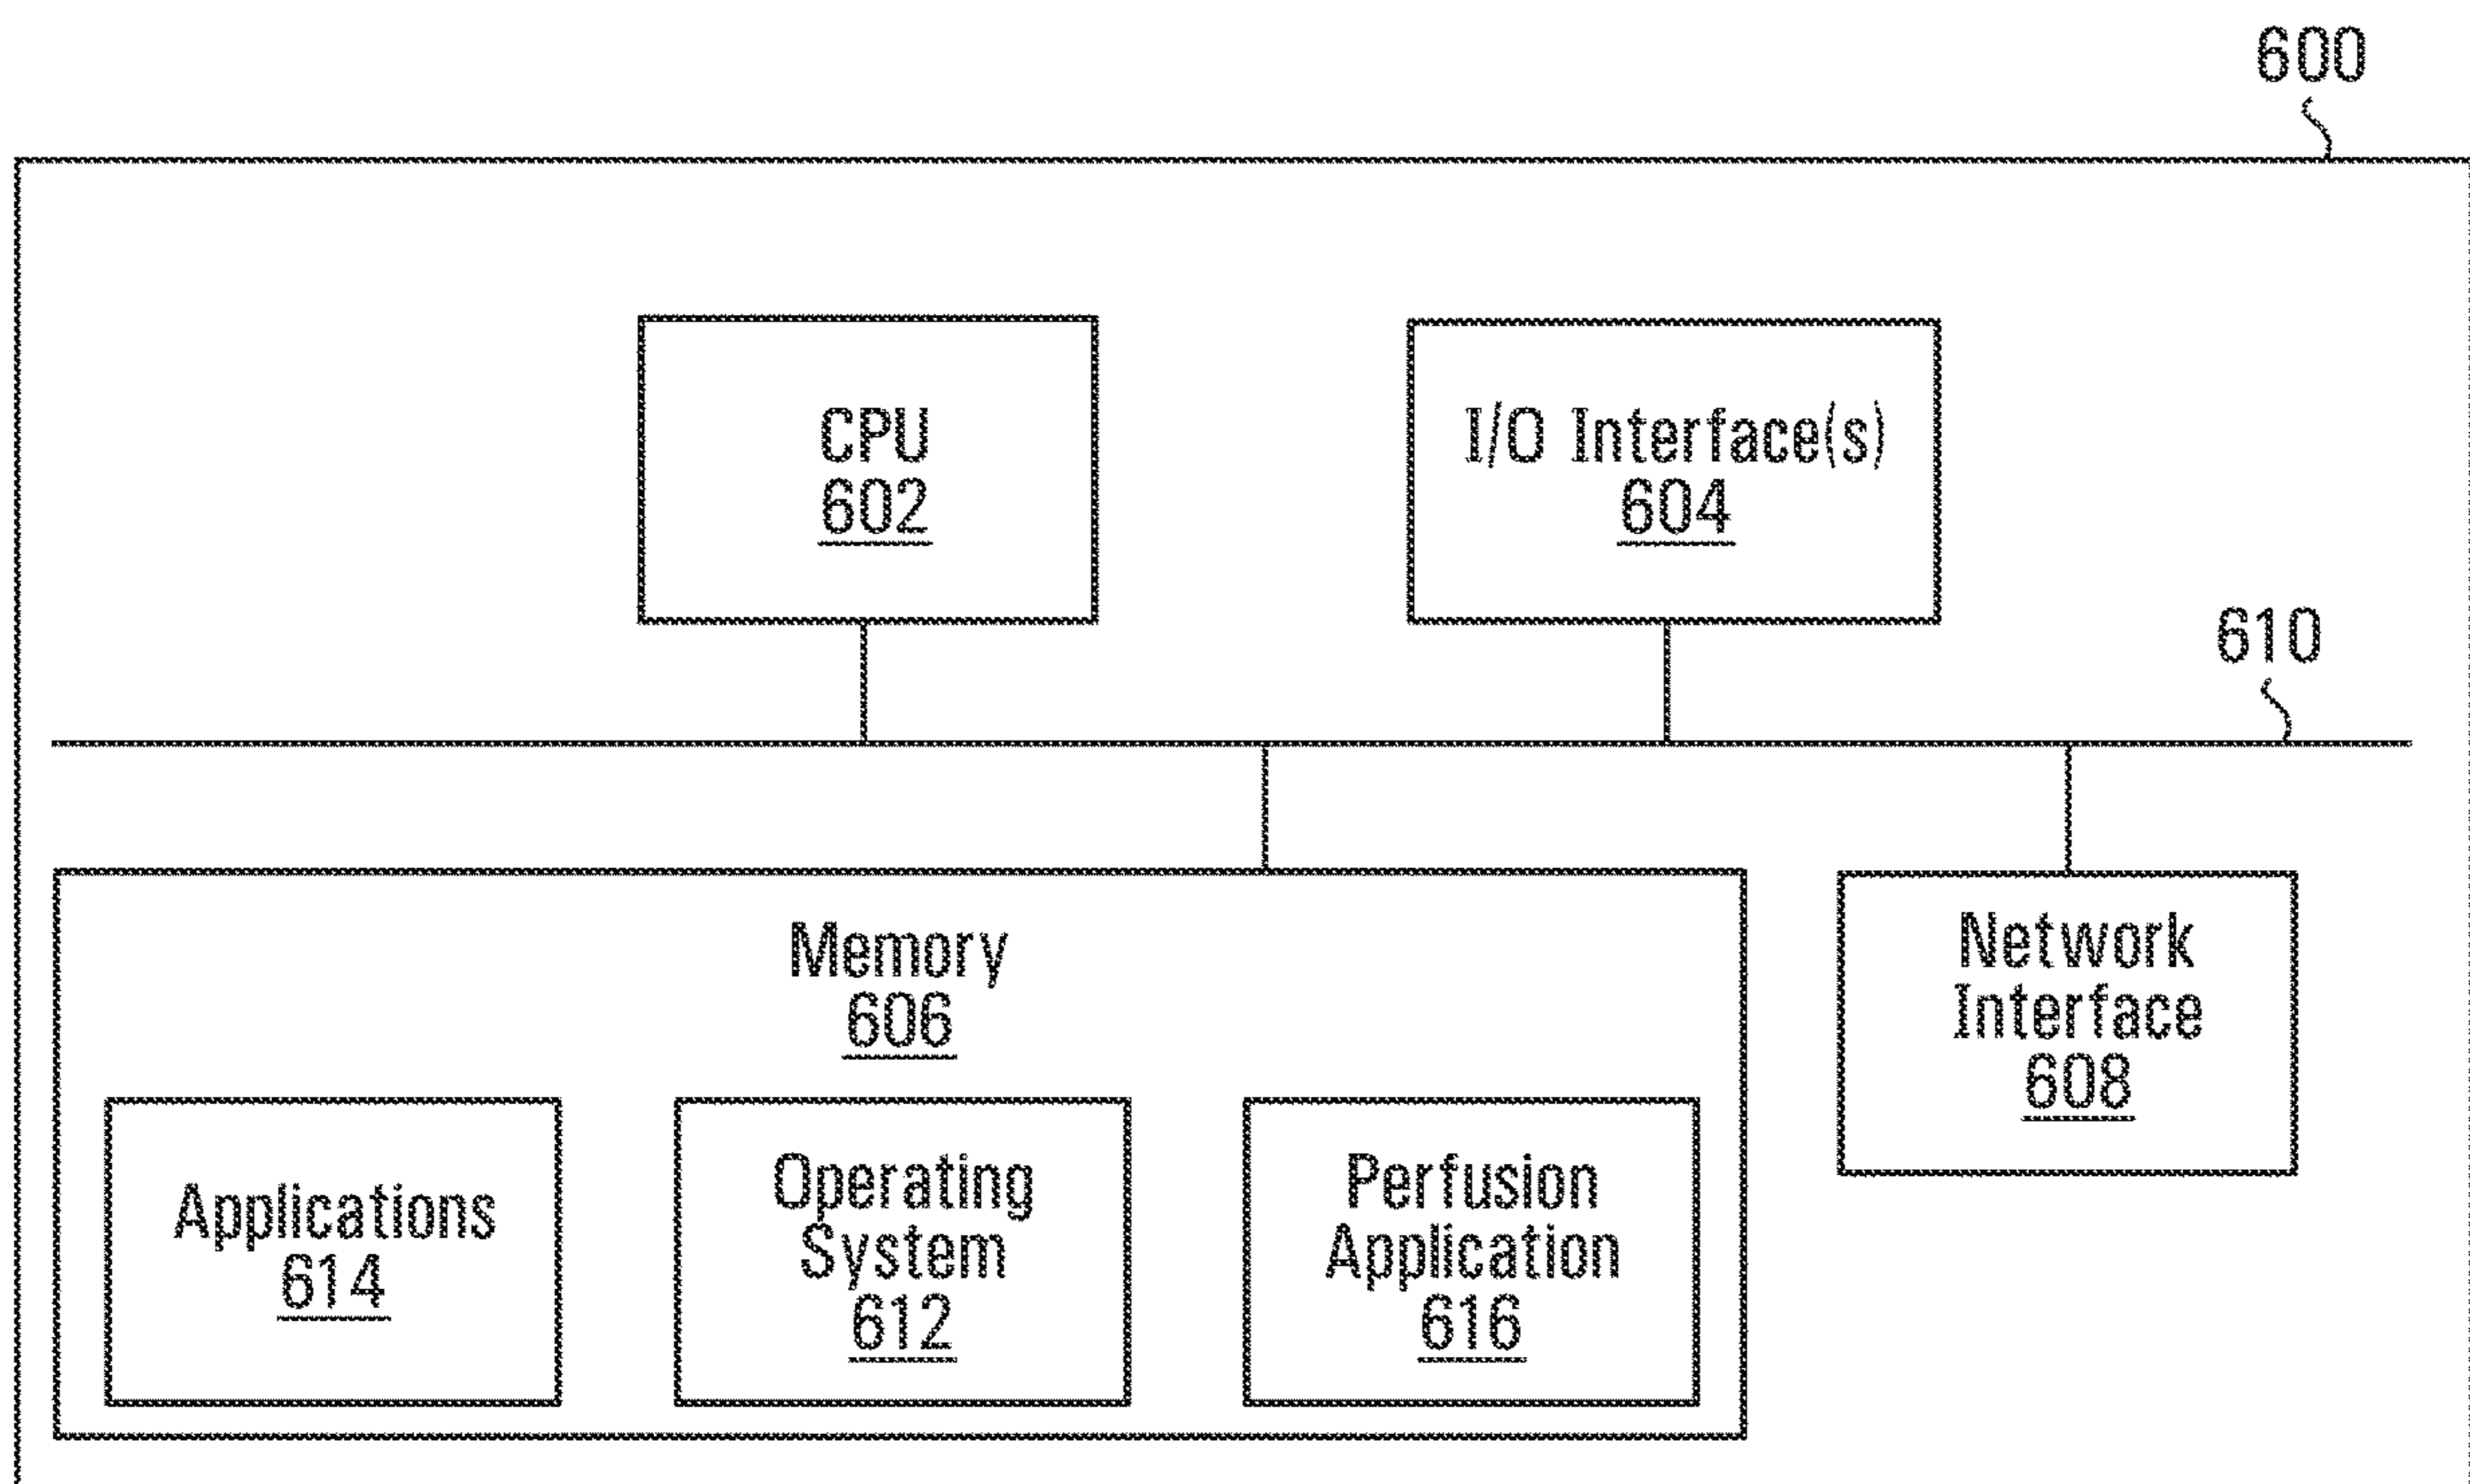 600
CPU
602
I/O Interface(s)
604
610
Memory
606
Network
Interface
608
Applications
614
Operating
System
612
Perfusion
Application
616